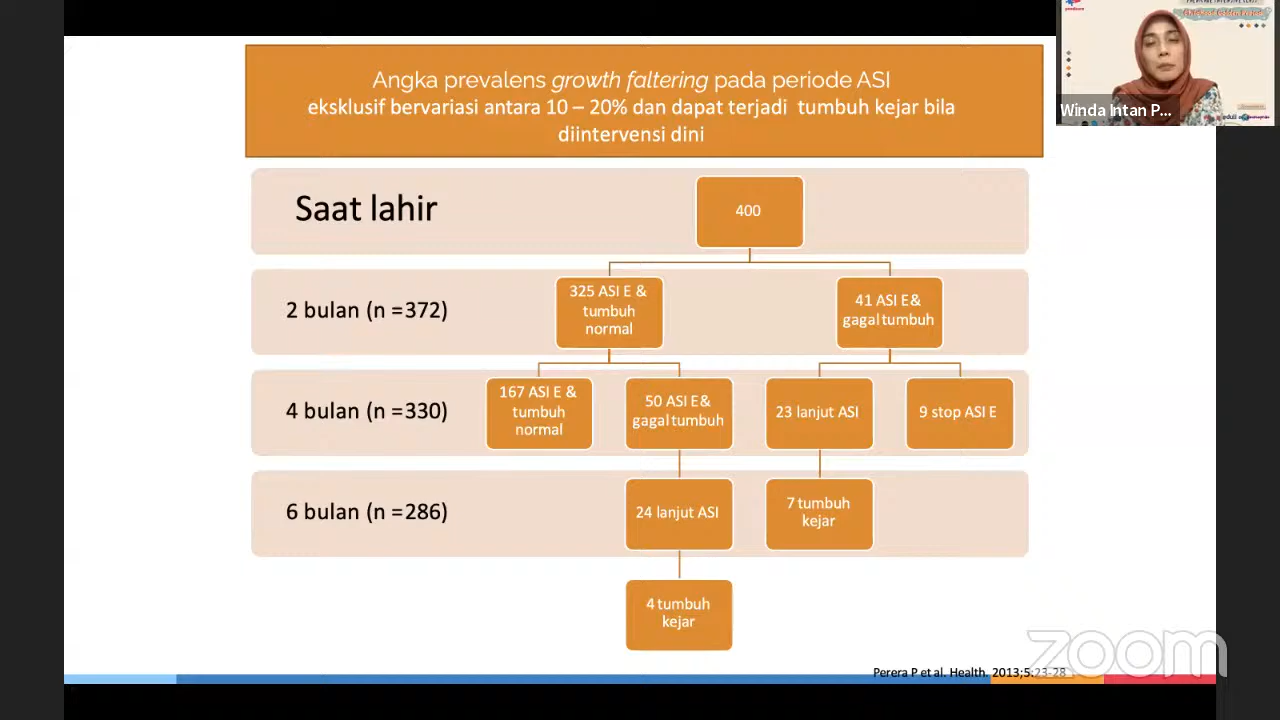 Angka prevalens growth faltering pada periode ASI
eksklusif bervariasi antara 10 – 20% dan dapat terjadi tumbuh kejar bila
diintervensi dini
Winda Intan P...
Saat lahir
400
2 bulan (n =372)
325 ASI E &
tumbuh
normal
41 ASI E&
gagal tumbuh
4 bulan (n =330)
167 ASI E &
tumbuh
normal
50 ASI E&
gagal tumbuh
23 lanjut ASI
9 stop ASI E
6 bulan (n =286)
24 lanjut ASI
7 tumbuh
kejar
4 tumbuh
kejar
zoom
Perera P et al. Health. 2013;5:23-28